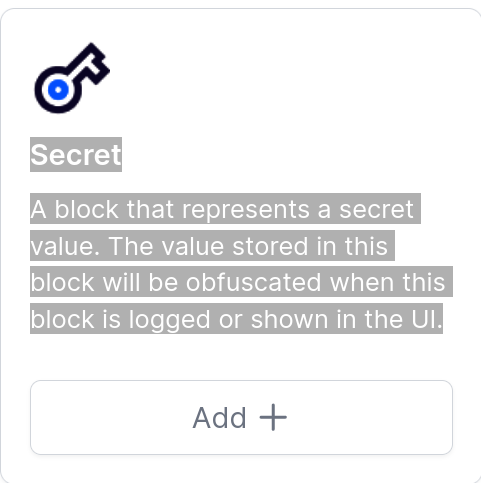 Secret
A block that represents a secret
value. The value stored in this
block will be obfuscated when this
block is logged or shown in the UI.
Add